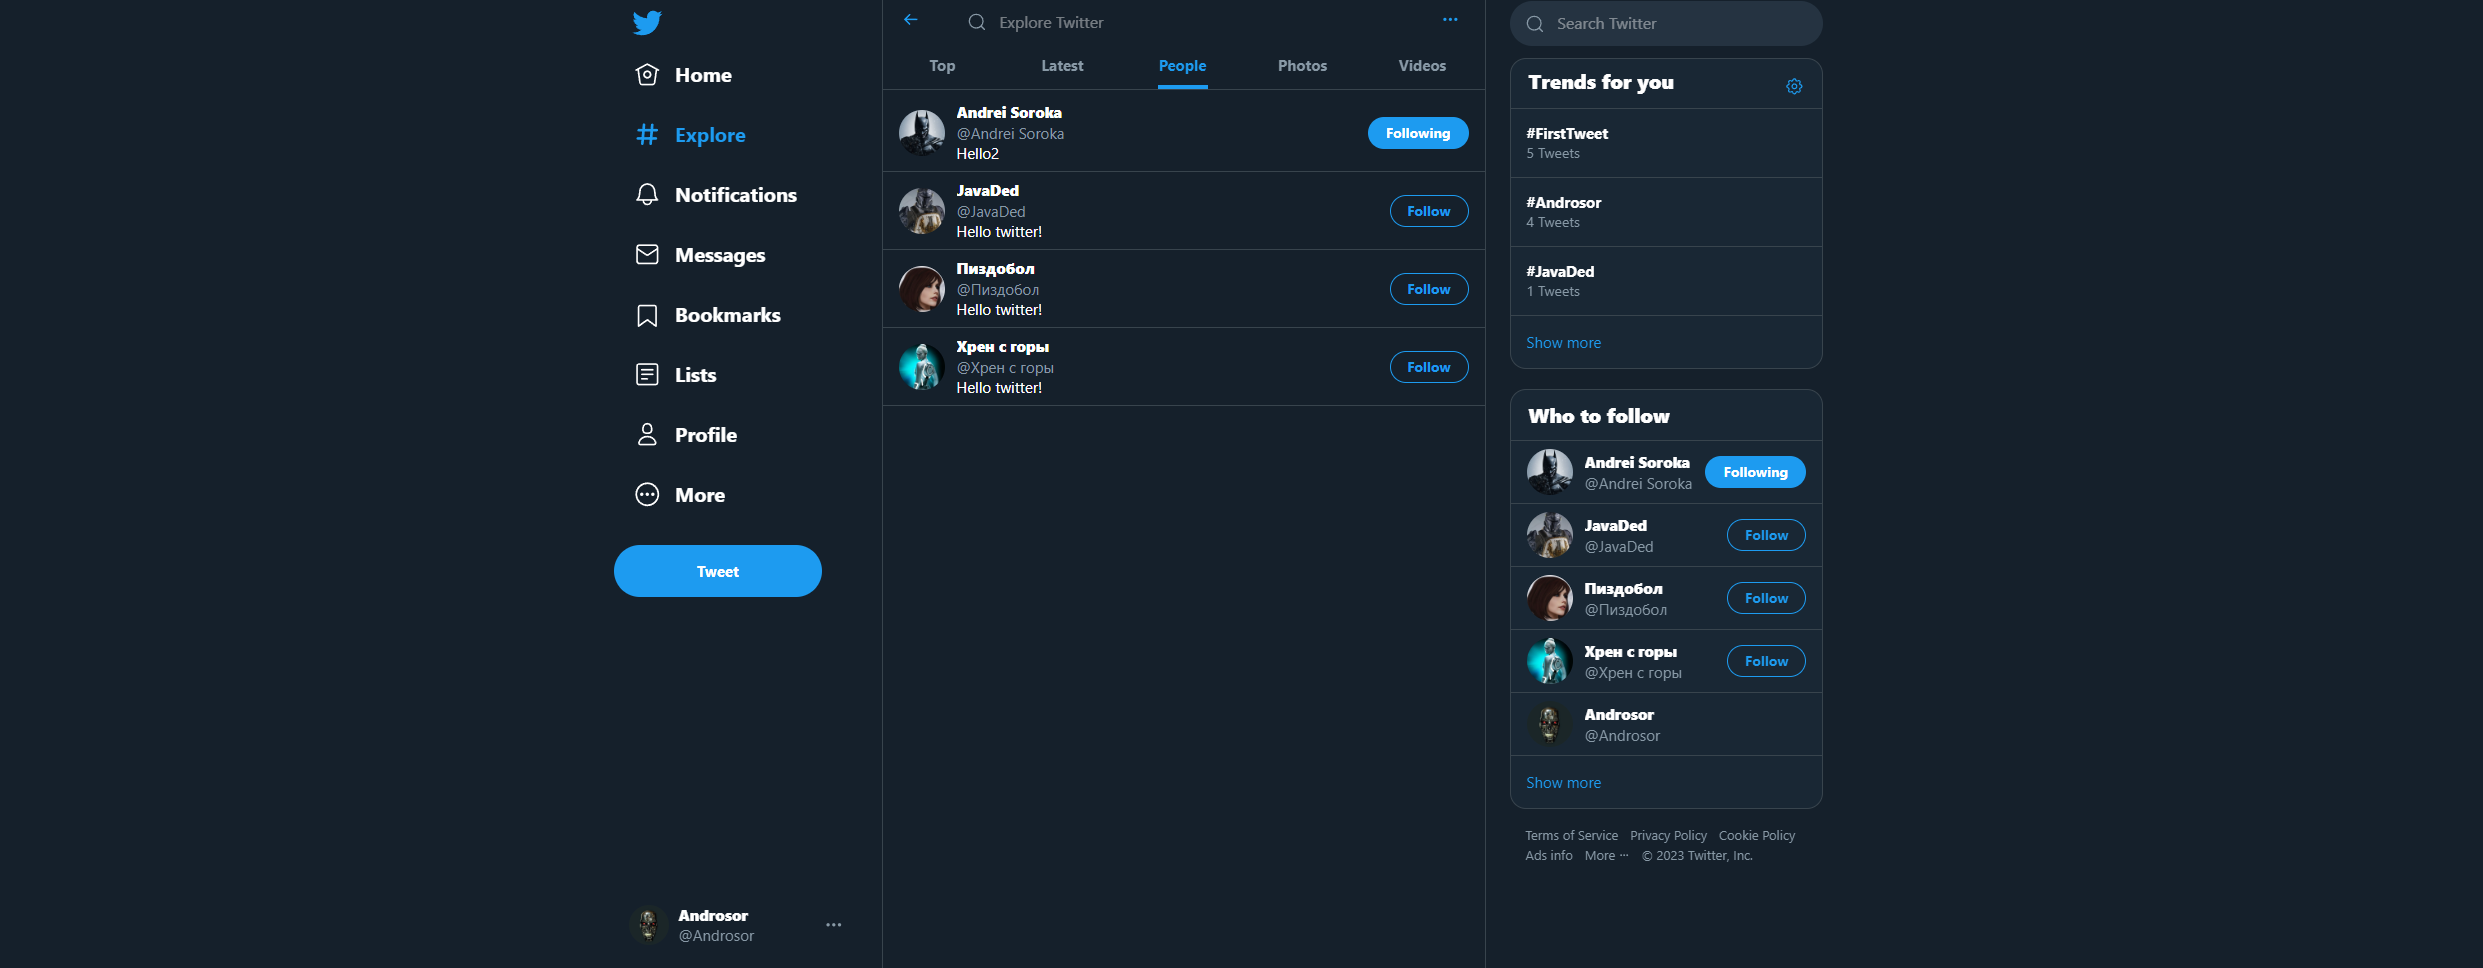 Home
Explore
Notifications
Messages
Bookmarks
Lists
Profile
More
Tweet
Androsor
@Androsor
Explore Twitter
Top
Latest
People
Photos
Videos
Andrei Soroka
@Andrei Soroka
Hello2
Following
JavaDed
@JavaDed
Hello twitter!
Follow
Пиздобол
@Пиздобол
Hello twitter!
Follow
Хрен с горы
@Хрен с горы
Hello twitter!
Follow
Search Twitter
Trends for you
#FirstTweet
5 Tweets
#Androsor
4 Tweets
#JavaDed
1 Tweets
Show more
Who to follow
Andrei Soroka
@Andrei Soroka
Following
JavaDed
@JavaDed
Follow
Пиздобол
@Пиздобол
Follow
Хрен с горы
@Хрен с горы
Follow
Androsor
@Androsor
Show more
Terms of Service Privacy Policy Cookie Policy
Ads info More ··· © 2023 Twitter, Inc.